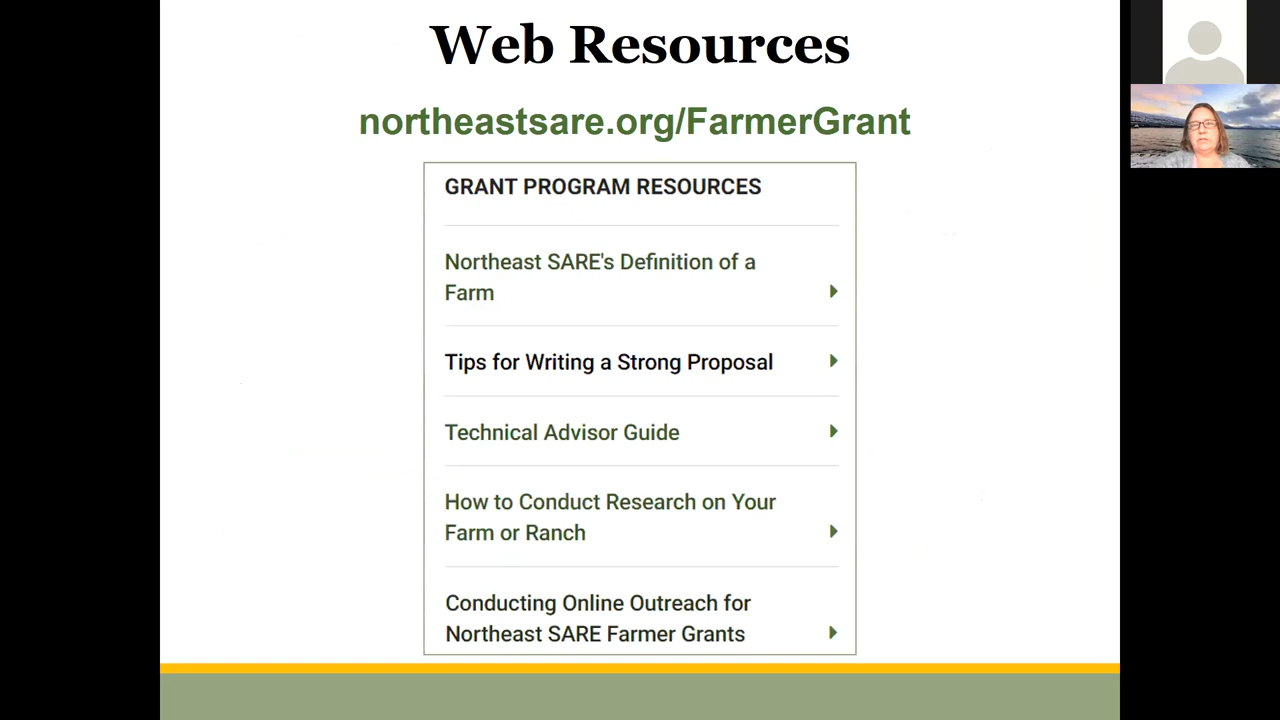 Web Resources
northeastsare.org/FarmerGrant
GRANT PROGRAM RESOURCES
Northeast SARE's Definition of a
Farm
Tips for Writing a Strong Proposal
Technical Advisor Guide
How to Conduct Research on Your
Farm or Ranch
Conducting Online Outreach for
Northeast SARE Farmer Grants